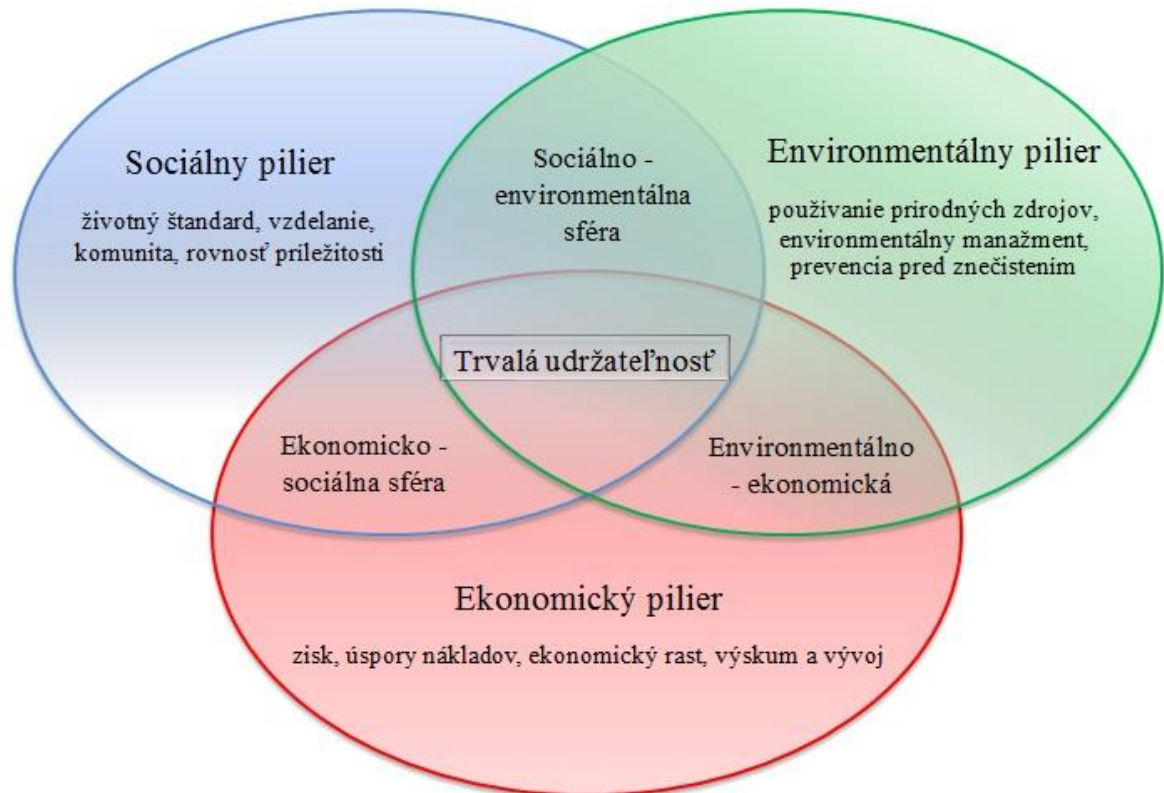 Sociálny pilier
životný štandard, vzdelanie,
komunita, rovnosť príležitosti
Sociálno -
environmentálna
sféra
Environmentálny pilier
používanie prírodných zdrojov,
environmentálny manažment,
prevencia pred znečistením
Trvalá udržateľnosť
Ekonomicko -
sociálna sféra
Environmentálno
- ekonomická
Ekonomický pilier
zisk, úspory nákladov, ekonomický rast, výskum a vývoj